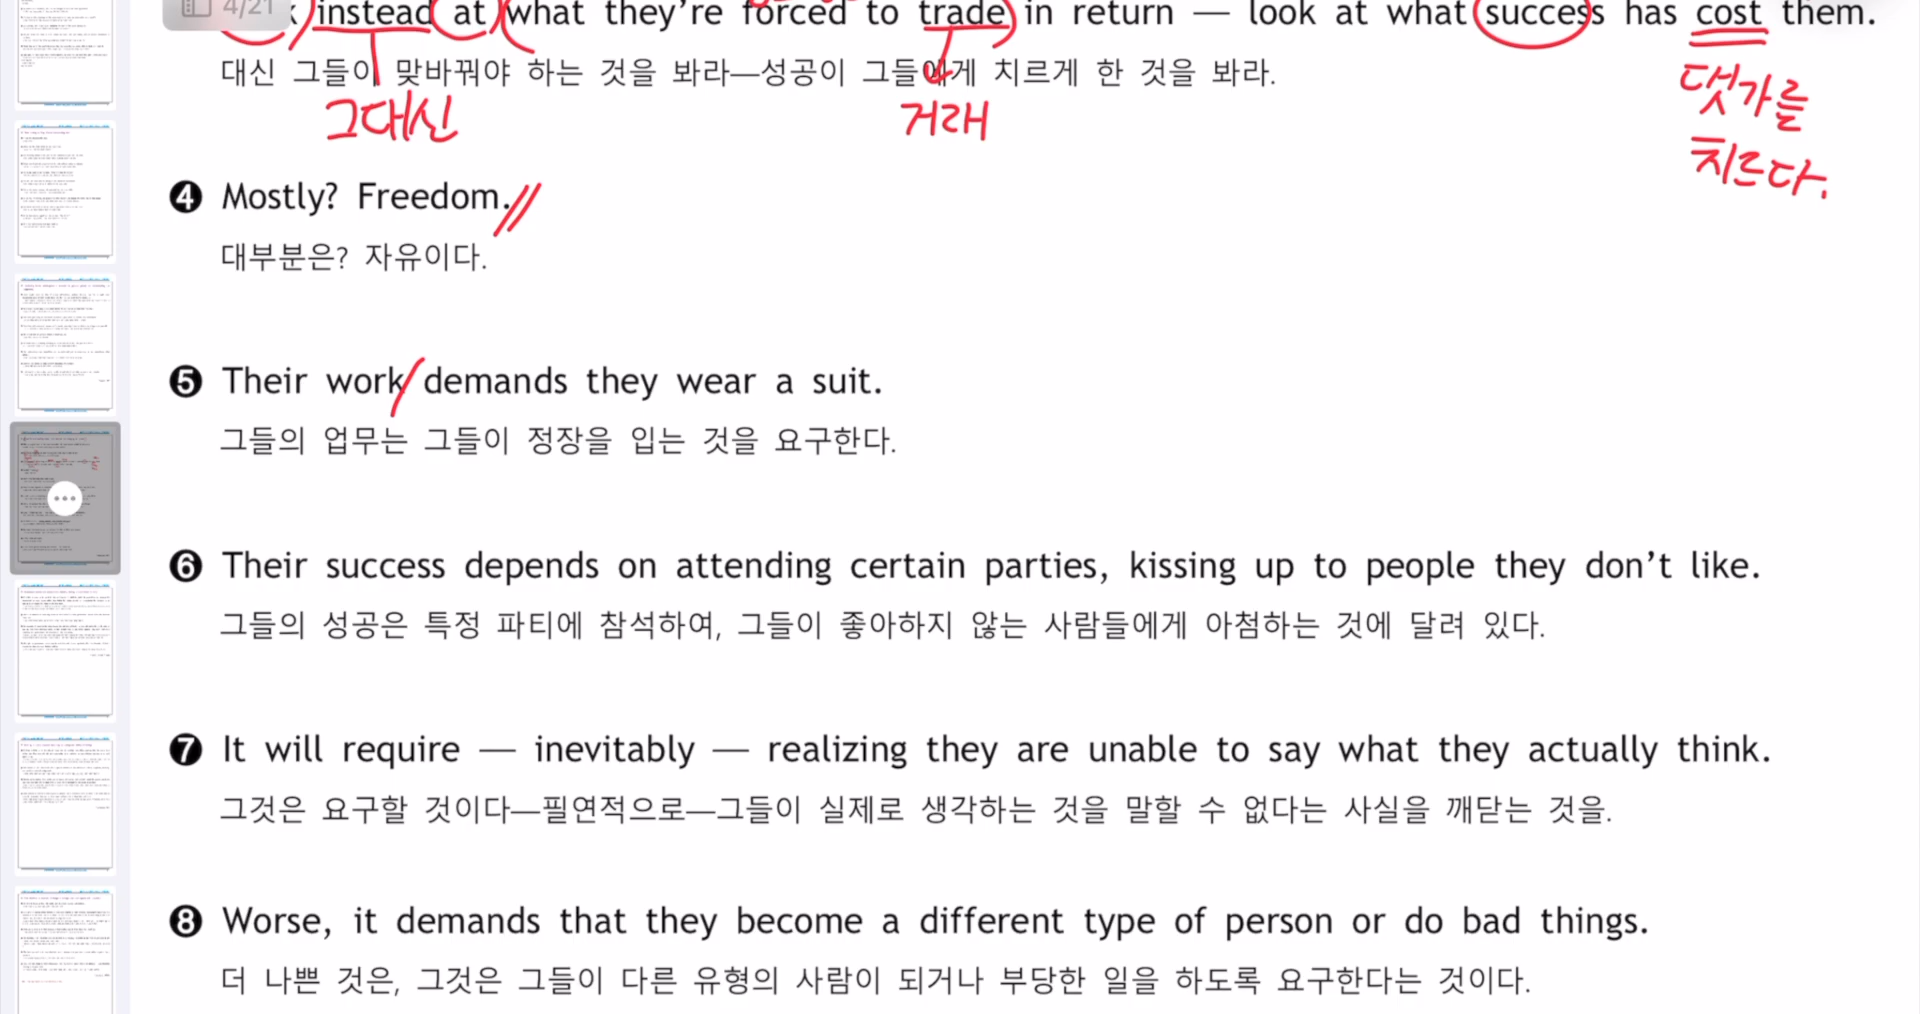 4/21
instead at what they're forced to trade in return — look at what success has cost them.
대신 그들이 맞바꿔야 하는 것을 봐라—성공이 그들에게 치르게 한 것을 봐라.
그대신
거래
댓가를
치르다.
❹ Mostly? Freedom.
대부분은? 자유이다.
❺ Their work demands they wear a suit.
그들의 업무는 그들이 정장을 입는 것을 요구한다.
❻ Their success depends on attending certain parties, kissing up to people they don't like.
그들의 성공은 특정 파티에 참석하여, 그들이 좋아하지 않는 사람들에게 아첨하는 것에 달려 있다.
❼ It will require — inevitably — realizing they are unable to say what they actually think.
그것은 요구할 것이다—필연적으로—그들이 실제로 생각하는 것을 말할 수 없다는 사실을 깨닫는 것을.
❽ Worse, it demands that they become a different type of person or do bad things.
더 나쁜 것은, 그것은 그들이 다른 유형의 사람이 되거나 부당한 일을 하도록 요구한다는 것이다.